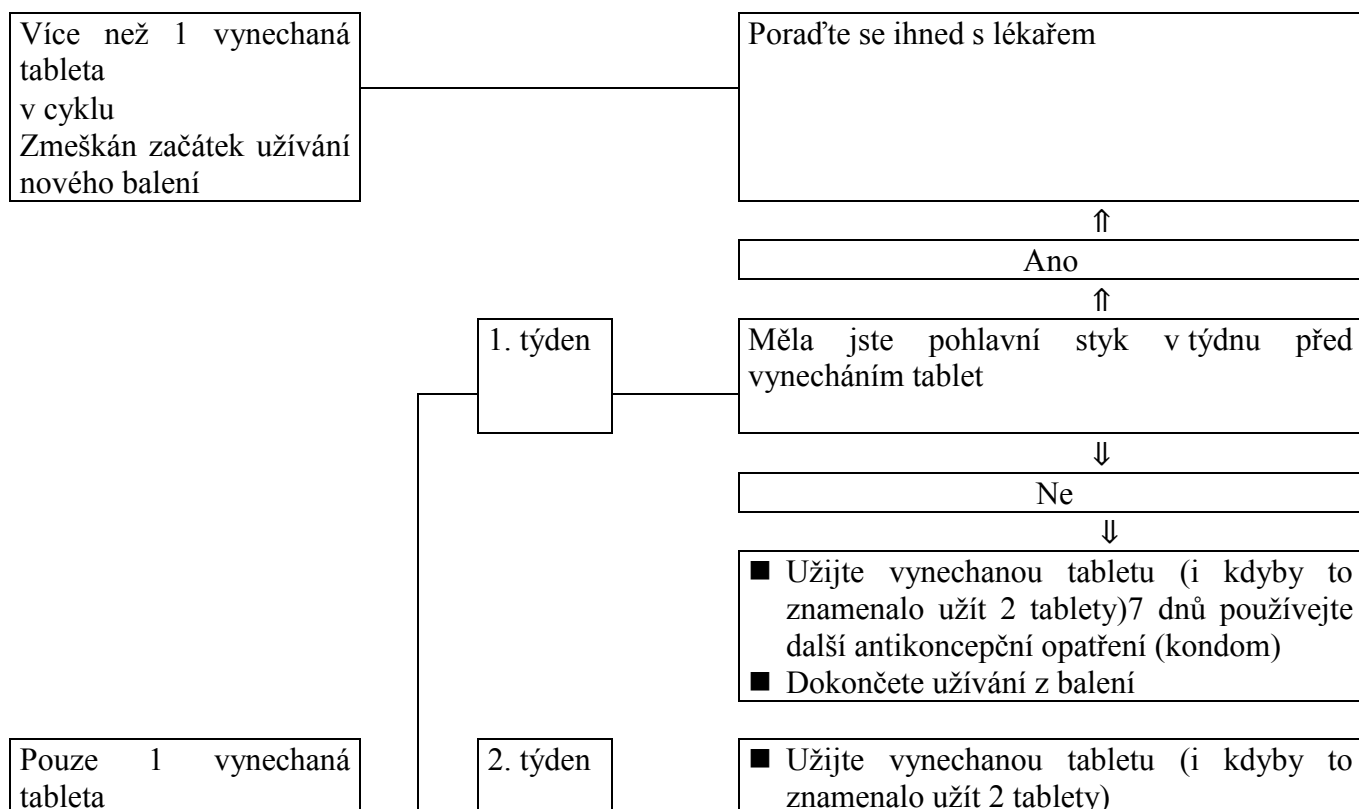 Více než 1 vynechaná
tableta
v cyklu
Zmeškán začátek užívání
nového balení
Poraďte se ihned s lékařem
⇑
Ano
⇑
1. týden
Měla jste pohlavní styk v týdnu před
vynecháním tablet
⇓
Ne
⇓
■ Užijte vynechanou tabletu (i kdyby to
znamenalo užít 2 tablety)7 dnů používejte
další antikoncepční opatření (kondom)
■ Dokončete užívání z balení
Pouze 1 vynechaná
tableta
2. týden
■ Užijte vynechanou tabletu (i kdyby to
znamenalo užít 2 tablety)